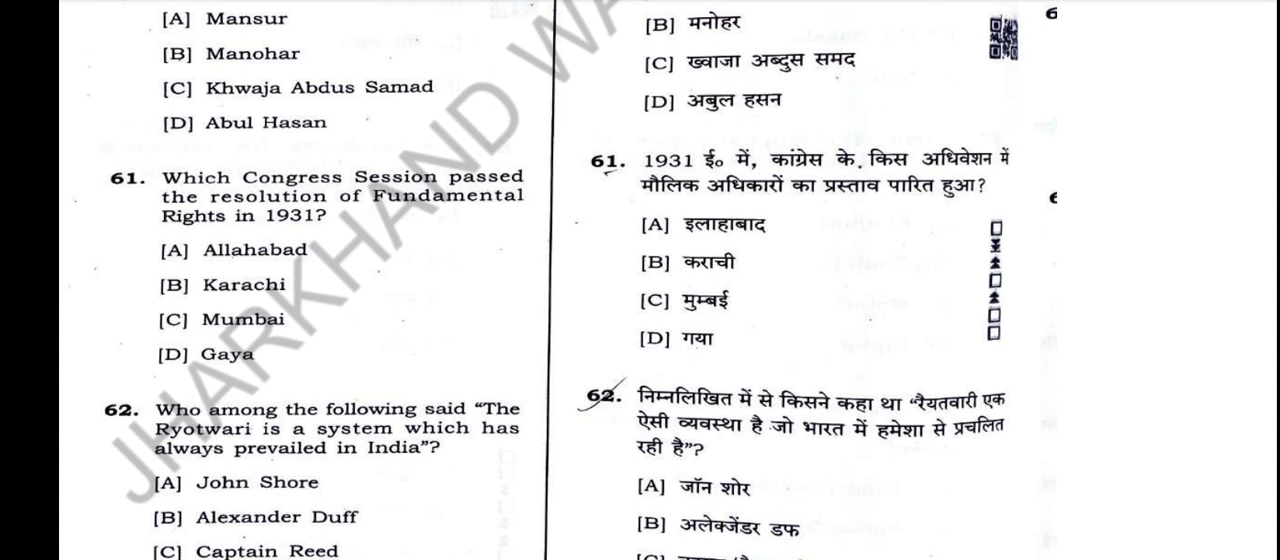 [A] Mansur
[B] Manohar
[C] Khwaja Abdus Samad
[D] Abul Hasan
61. Which Congress Session passed
the resolution of Fundamental
Rights in 1931?
[A] Allahabad
[B] Karachi
[C] Mumbai
[D] Gaya
62. Who among the following said “The
Ryotwari is a system which has
always prevailed in India”?
[A] John Shore
[B] Alexander Duff
[C] Captain Reed
[B] मनोहर
[C] ख्वाजा अब्दुस समद
[D] अबुल हसन
61. 1931 ई० में, कांग्रेस के किस अधिवेशन में
मौलिक अधिकारों का प्रस्ताव पारित हुआ?
[A] इलाहाबाद
[B] कराची
[C] मुम्बई
[D] गया
62. निम्नलिखित में से किसने कहा था “रैयतवारी एक
ऐसी व्यवस्था है जो भारत में हमेशा से प्रचलित
रही है”?
[A] जॉन शोर
[B] अलेक्जेंडर डफ
JHARKHAND WA